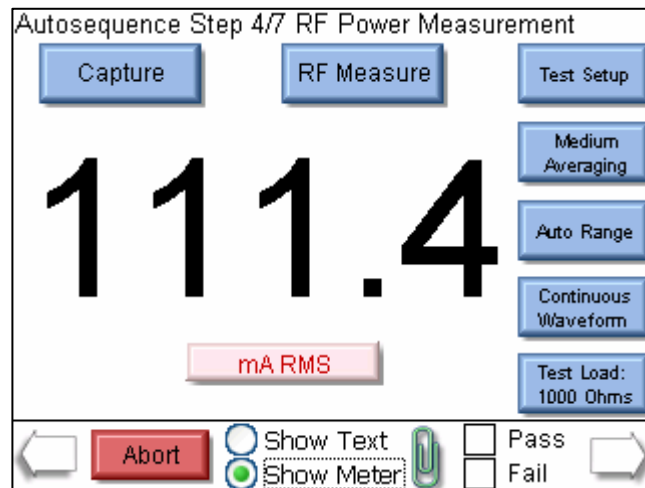 Autosequence Step 4/7 RF Power Measurement
Capture
RF Measure
Test Setup
111.4
mA RMS
Medium
Averaging
Auto Range
Continuous
Waveform
Test Load:
1000 Ohms
Abort
Show Text
Show Meter
Pass
Fail